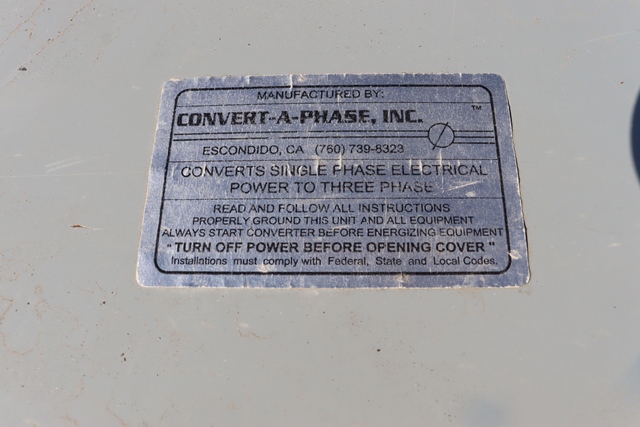 MANUFACTURED BY:
CONVERT-A-PHASE, INC. ™
ESCONDIDO, CA (760) 739-8323
CONVERTS SINGLE PHASE ELECTRICAL
POWER TO THREE PHASE
READ AND FOLLOW ALL INSTRUCTIONS
PROPERLY GROUND THIS UNIT AND ALL EQUIPMENT
ALWAYS START CONVERTER BEFORE ENERGIZING EQUIPMENT
"TURN OFF POWER BEFORE OPENING COVER"
Installations must comply with Federal, State and Local Codes.